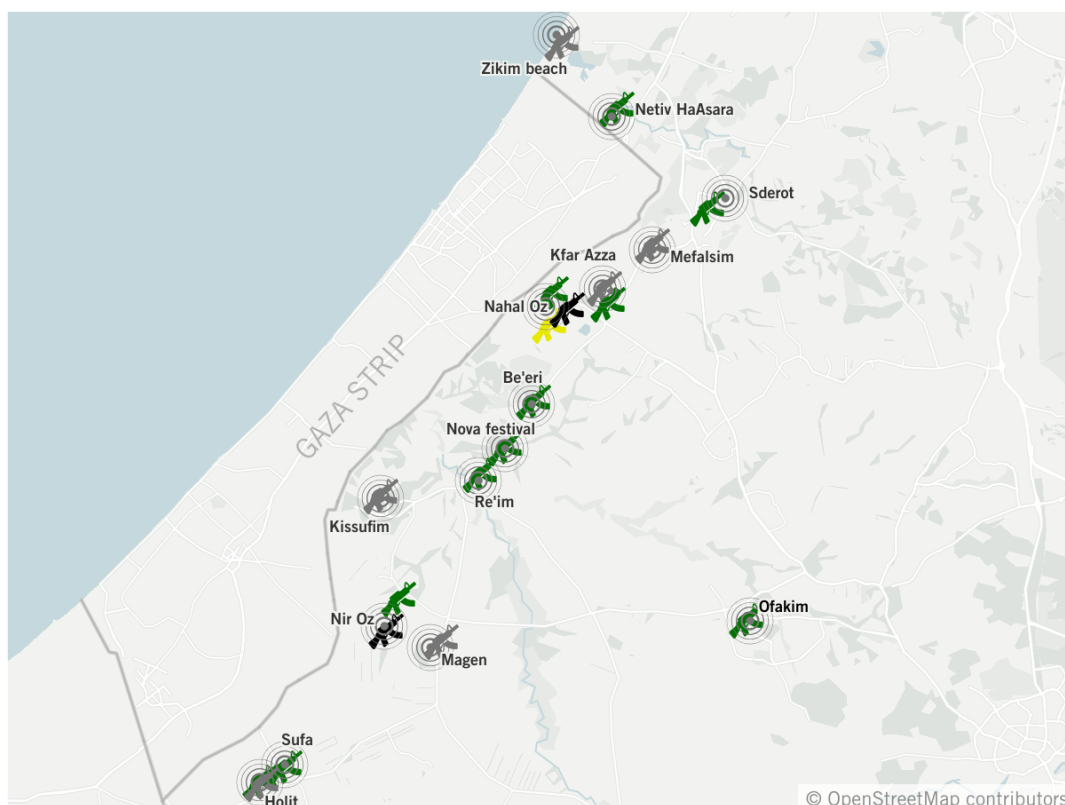 Zikim beach
Netiv HaAsara
Sderot
Kfar Azza
Mefalsim
Nahal Oz
GAZA STRIP
Be'eri
Nova festival
Re'im
Kissufim
Ofakim
Nir Oz
Magen
Sufa
Holit
© OpenStreetMap contributors